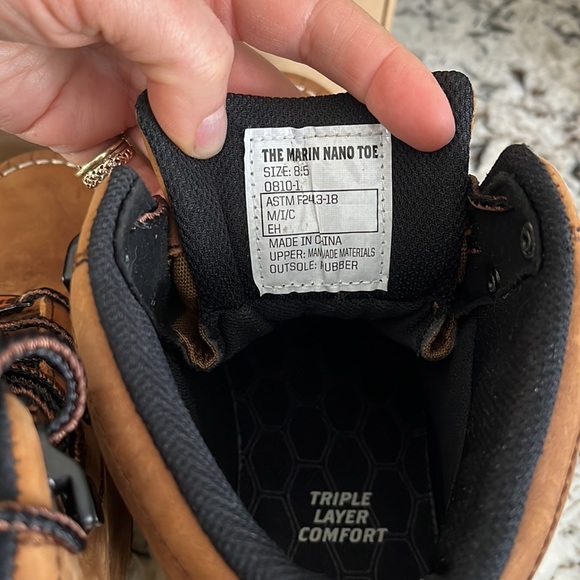 THE MARIN NANO TOE
SIZE: 8.5
0810-1
ASTM F2413-18
M/I/C
EH
MADE IN CHINA
UPPER: MANMADE MATERIALS
OUTSOLE: RUBBER
TRIPLE
LAYER
COMFORT